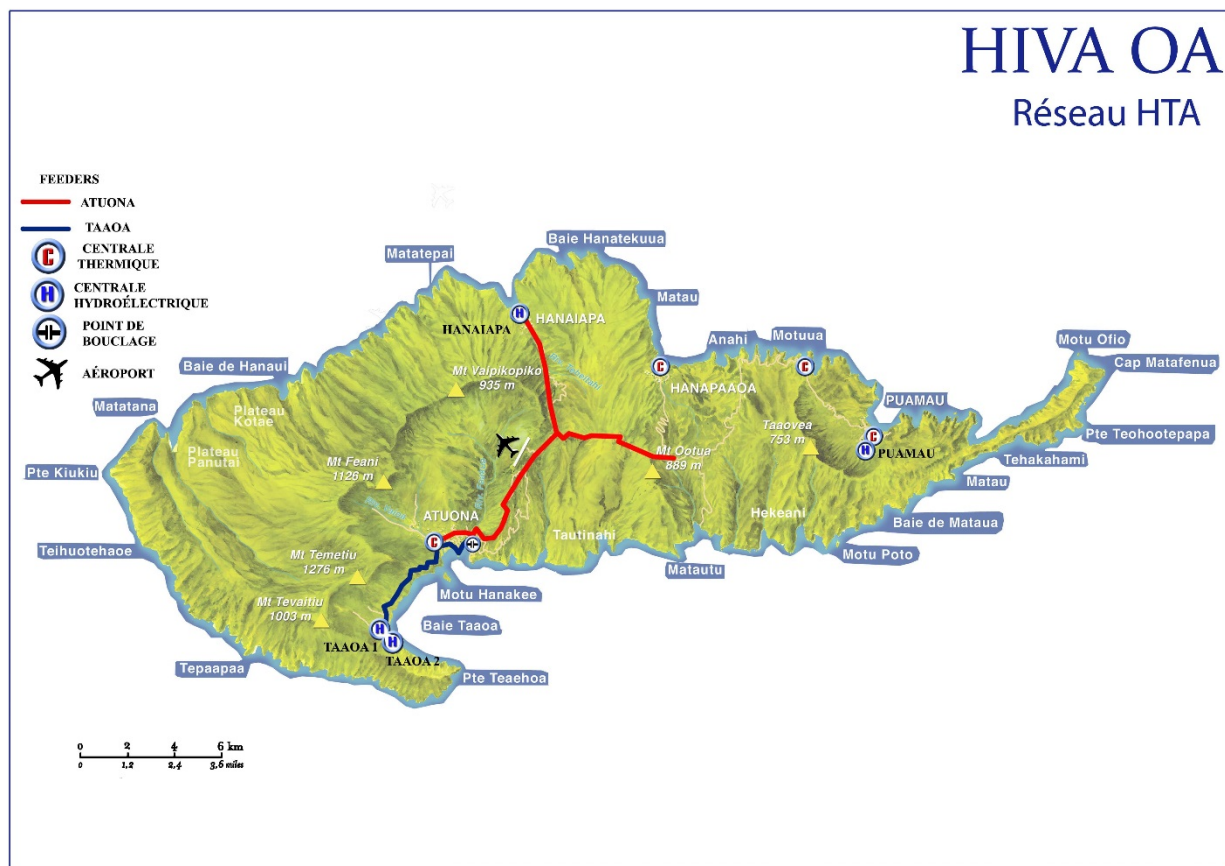 HIVA OA
Réseau HTA
FEEDERS
ATUONA
TAAOA
CENTRALE
THERMIQUE
CENTRALE
HYDROÉLECTRIQUE
POINT DE
BOUCLAGE
AÉROPORT
Baie Hanatekuua
Matatepai
Matau
HANAIAPA
HANAIAPA
Anahi
Motuua
Motu Ofio
Cap Matafenua
Baie de Hanaui
Mt Vaipikopiko
935 m
HANAPAAOA
PUAMAU
Matatana
Plateau
Kotae
Plateau
Panutai
Taaovea
753 m
PUAMAU
Pte Teohootepapa
Tehakahami
Matau
Pte Kiukiu
Mt Feani
1126 m
Mt Ootua
889 m
ATUONA
Hekeani
Baie de Mataua
Tautinahi
Motu Poto
Teihuotehaoe
Mt Temetiu
1276 m
Matautu
Motu Hanakee
Mt Tevaitiu
1003 m
Baie Taaoa
TAAOA 1
TAAOA 2
Tepaapaa
Pte Teaehoa
0 2 4 6 km
0 1,2 2,4 3,6 miles